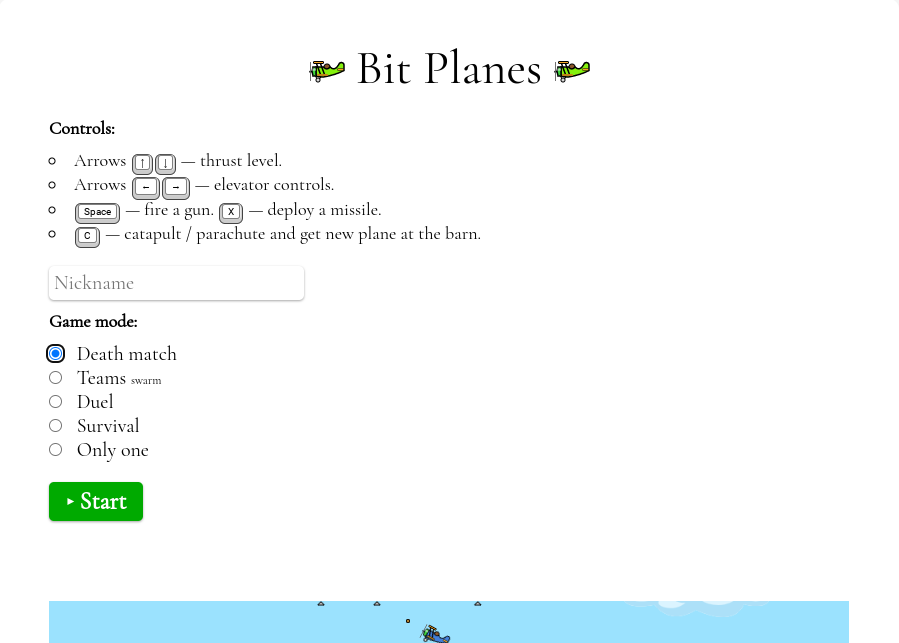 Bit Planes
Controls:
Arrows ↑ ↓ — thrust level.
Arrows ← → — elevator controls.
Space — fire a gun. X — deploy a missile.
C — catapult / parachute and get new plane at the barn.
Nickname
Game mode:
Death match
Teams swarm
Duel
Survival
Only one
‣ Start